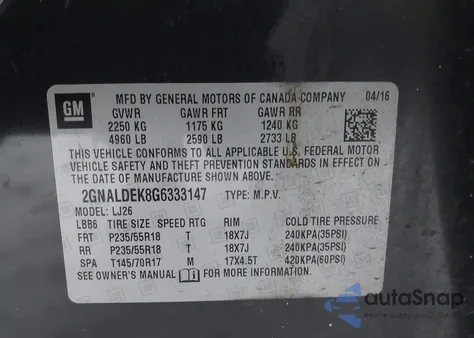 GM
MFD BY GENERAL MOTORS OF CANADA COMPANY 04/16
GVWR GAWR FRT GAWR RR
2250 KG 1175 KG 1240 KG
4960 LB 2590 LB 2733 LB
THIS VEHICLE CONFORMS TO ALL APPLICABLE U.S. FEDERAL MOTOR
VEHICLE SAFETY AND THEFT PREVENTION STANDARDS IN EFFECT ON
THE DATE OF MANUFACTURE SHOWN ABOVE.
2GNALDEK8G6333147 TYPE: M.P.V.
MODEL: LJ26
LBB6 TIRE SIZE SPEED RTG RIM COLD TIRE PRESSURE
FRT P235/55R18 T 18X7J 240KPA(35PSI)
RR P235/55R18 T 18X7J 240KPA(35PSI)
SPA T145/70R17 M 17X4.5T 420KPA(60PSI)
SEE OWNER'S MANUAL FOR ADDITIONAL INFORMATION.
autoSnap